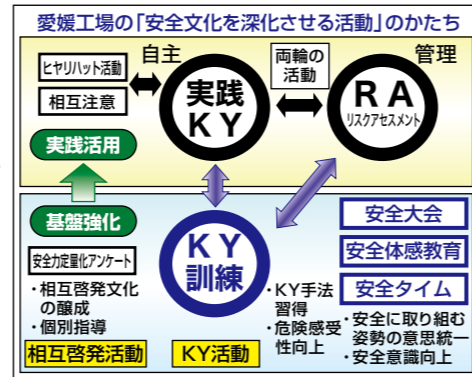 愛媛工場の「安全文化を深化させる活動」のかたち
自主
両輪の
活動
管理
ヒヤリハット活動
相互注意
実践
KY
RA
リスクアセスメント
実践活用
基盤強化
安全力定量化アンケート
・相互啓発文化
の醸成
・個別指導
相互啓発活動
KY
訓練
KY活動
・KY手法
習得
・危険感受
性向上
安全大会
安全体感教育
安全タイム
・安全に取り組む
姿勢の意思統一
・安全意識向上